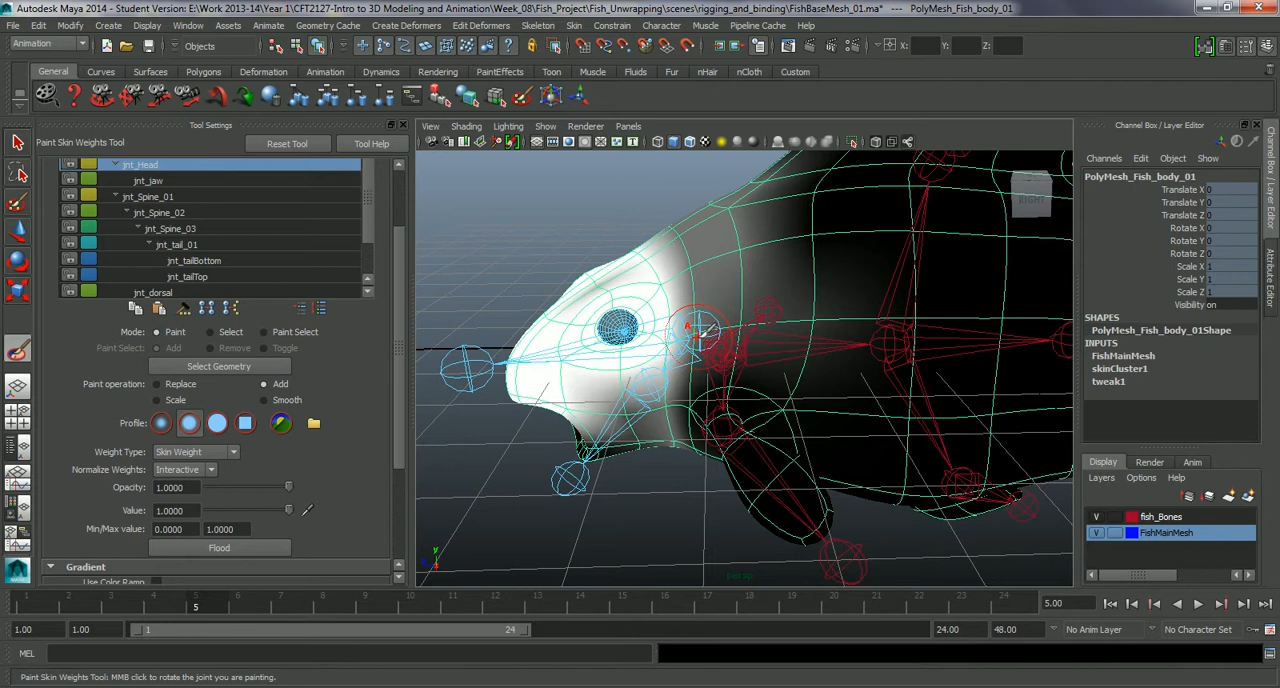 Autodesk Maya 2014 - Student Version: E:\Work 2013-14\Year 1\CFT2127-Intro to 3D Modeling and Animation\Week_08\Fish_Project\Fish_Unwrapping\scenes\rigging_and_binding\FishBaseMesh_01.ma* --- PolyMesh_Fish_body_01
File Edit Modify Create Display Window Assets Animate Geometry Cache Create Deformers Edit Deformers Skeleton Skin Constrain Character Muscle Pipeline Cache Help
Animation Objects X: Y: Z:
General Curves Surfaces Polygons Deformation Animation Dynamics Rendering PaintEffects Toon Muscle Fluids Fur nHair nCloth Custom
Tool Settings
Paint Skin Weights Tool Reset Tool Tool Help
jnt_Head
jnt_jaw
jnt_Spine_01
jnt_Spine_02
jnt_Spine_03
jnt_tail_01
jnt_tailBottom
jnt_tailTop
jnt_dorsal
Mode: Paint Select Paint Select
Paint Select: Add Remove Toggle
Select Geometry
Paint operation: Replace Add
Scale Smooth
Profile:
Weight Type: Skin Weight
Normalize Weights: Interactive
Opacity: 1.0000
Value: 1.0000
Min/Max value: 0.0000 1.0000
Flood
Gradient
Use Color Ramp
View Shading Lighting Show Renderer Panels
RIGHT
A
y
persp
Channel Box / Layer Editor
Channels Edit Object Show
PolyMesh_Fish_body_01
Translate X 0
Translate Y 0
Translate Z 0
Rotate X 0
Rotate Y 0
Rotate Z 0
Scale X 1
Scale Y 1
Scale Z 1
Visibility on
SHAPES
PolyMesh_Fish_body_01Shape
INPUTS
FishMainMesh
skinCluster1
tweak1
Display Render Anim
Layers Options Help
V fish_Bones
V FishMainMesh
Channel Box / Layer Editor
Attribute Editor
1 2 3 4 5 6 7 8 9 10 11 12 13 14 15 16 17 18 19 20 21 22 23 24
5
5.00
1.00 1.00 1 24 24.00 48.00 No Anim Layer No Character Set
MEL
Paint Skin Weights Tool: MMB click to rotate the joint you are painting.